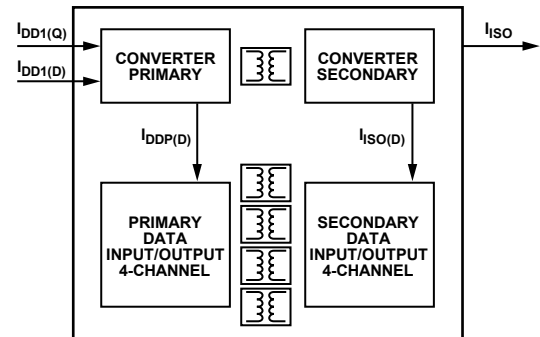 IDD1(Q)
IDD1(D)
IISO
CONVERTER
PRIMARY
CONVERTER
SECONDARY
IDDP(D)
IISO(D)
PRIMARY
DATA
INPUT/OUTPUT
4-CHANNEL
SECONDARY
DATA
INPUT/OUTPUT
4-CHANNEL